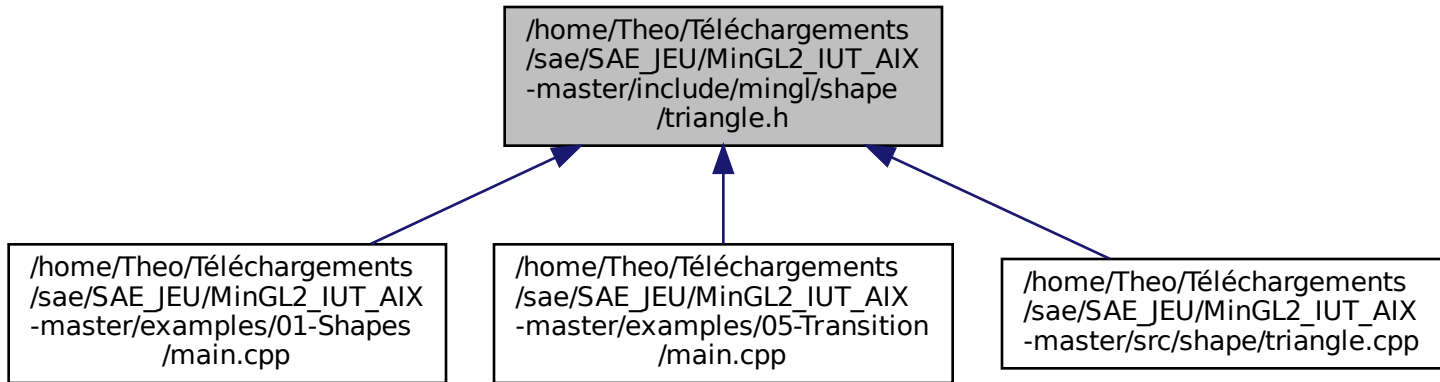 /home/Theo/Téléchargements
/sae/SAE_JEU/MinGL2_IUT_AIX
-master/include/mingl/shape
/triangle.h
/home/Theo/Téléchargements
/sae/SAE_JEU/MinGL2_IUT_AIX
-master/examples/01-Shapes
/main.cpp
/home/Theo/Téléchargements
/sae/SAE_JEU/MinGL2_IUT_AIX
-master/examples/05-Transition
/main.cpp
/home/Theo/Téléchargements
/sae/SAE_JEU/MinGL2_IUT_AIX
-master/src/shape/triangle.cpp